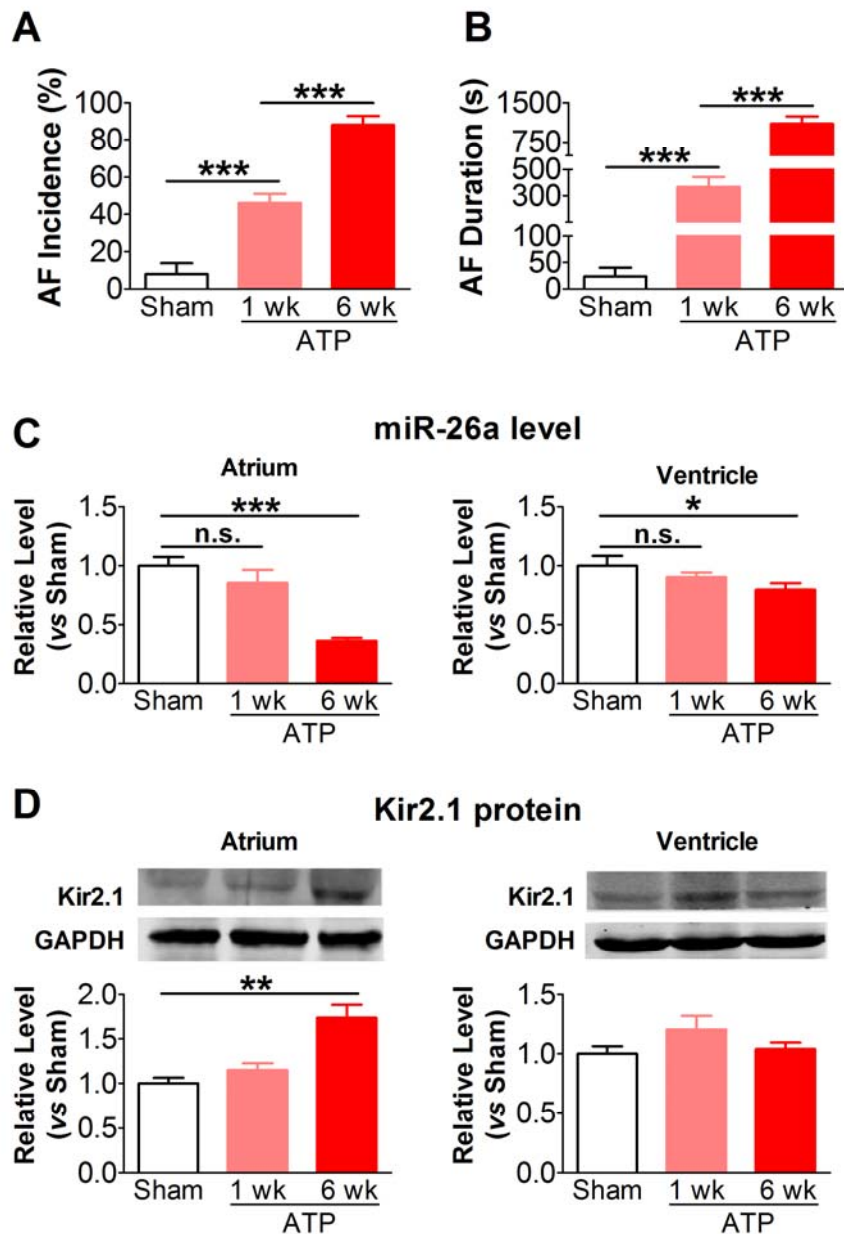 A
AF Incidence (%)
100
80
60
40
20
0
***
***
Sham
1 wk
6 wk
ATP
B
AF Duration (s)
1500
750
500
300
100
50
0
***
***
Sham
1 wk
6 wk
ATP
C
miR-26a level
Atrium
Relative Level
(vs Sham)
1.5
1.0
0.5
0.0
***
n.s.
Sham
1 wk
6 wk
ATP
Ventricle
Relative Level
(vs Sham)
1.5
1.0
0.5
0.0
*
n.s.
Sham
1 wk
6 wk
ATP
D
Kir2.1 protein
Atrium
Kir2.1
GAPDH
Relative Level
(vs Sham)
2.0
1.5
1.0
0.5
0.0
**
Sham
1 wk
6 wk
ATP
Ventricle
Kir2.1
GAPDH
Relative Level
(vs Sham)
1.5
1.0
0.5
0.0
Sham
1 wk
6 wk
ATP